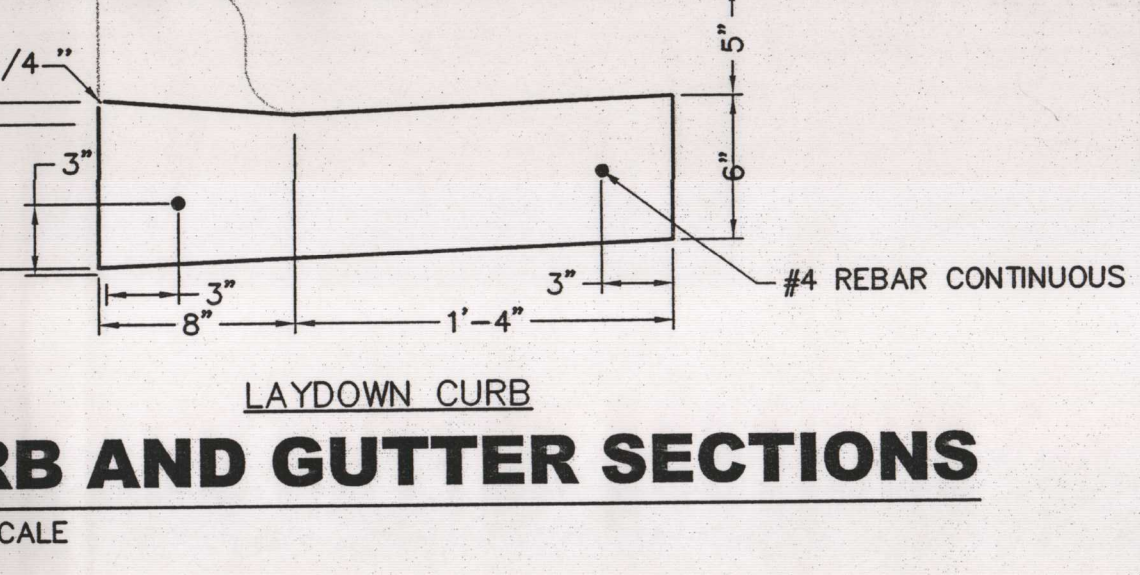 5"
/4"
3"
6"
3"
3"
#4 REBAR CONTINUOUS
8"
1'-4"
LAYDOWN CURB
RB AND GUTTER SECTIONS
CALE